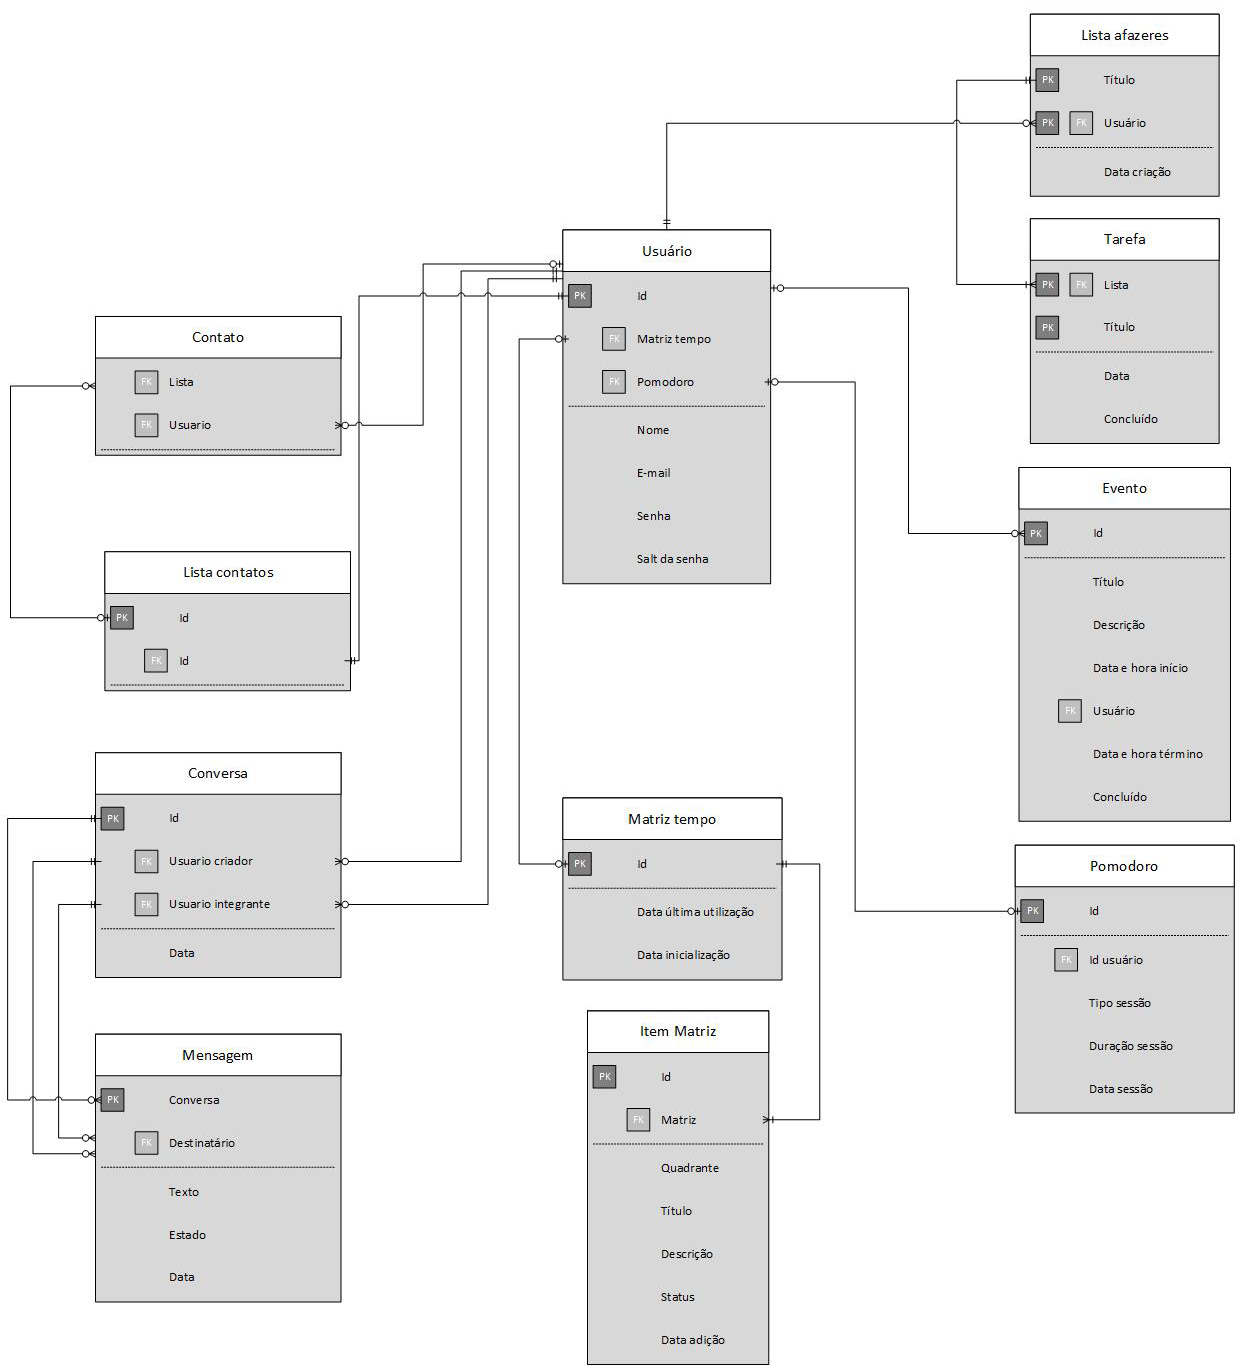 Lista afazeres
PK Título
PK FK Usuário
Data criação
Tarefa
PK FK Lista
PK Título
Data
Concluído
Usuário
PK Id
FK Matriz tempo
FK Pomodoro
Nome
E-mail
Senha
Salt da senha
Contato
FK Lista
FK Usuario
Lista contatos
PK Id
FK Id
Evento
PK Id
Título
Descrição
Data e hora início
FK Usuário
Data e hora término
Concluído
Conversa
PK Id
FK Usuario criador
FK Usuario integrante
Data
Matriz tempo
PK Id
Data última utilização
Data inicialização
Pomodoro
PK Id
FK Id usuário
Tipo sessão
Duração sessão
Data sessão
Mensagem
PK Conversa
FK Destinatário
Texto
Estado
Data
Item Matriz
PK Id
FK Matriz
Quadrante
Título
Descrição
Status
Data adição